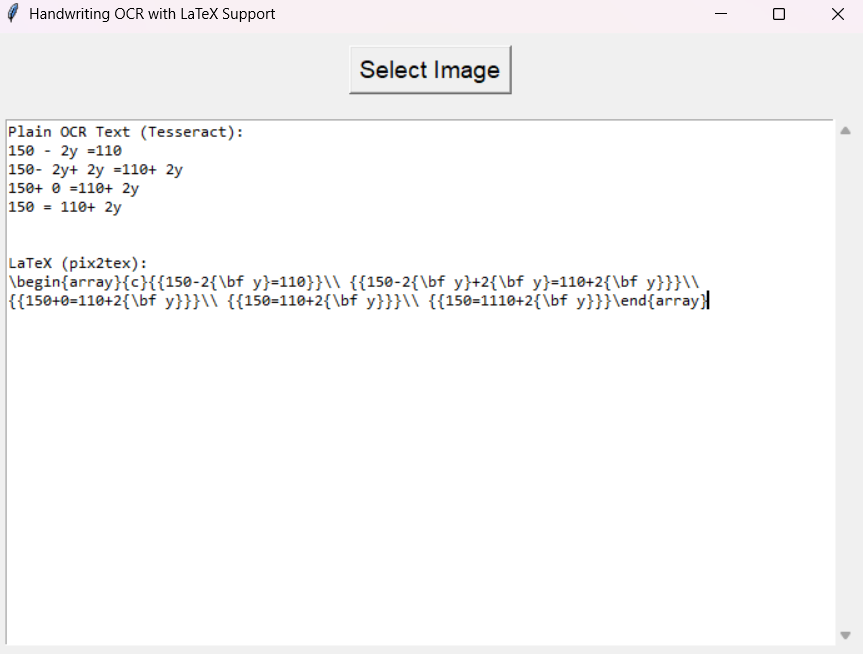 Handwriting OCR with LaTeX Support
Select Image
Plain OCR Text (Tesseract):
150 - 2y =110
150- 2y+ 2y =110+ 2y
150+ 0 =110+ 2y
150 = 110+ 2y
LaTeX (pix2tex):
\begin{array}{c}{{150-2{\bf y}=110}}\\ {{150-2{\bf y}+2{\bf y}=110+2{\bf y}}}\\
{{150+0=110+2{\bf y}}}\\ {{150=110+2{\bf y}}}\\ {{150=1110+2{\bf y}}}\end{array}